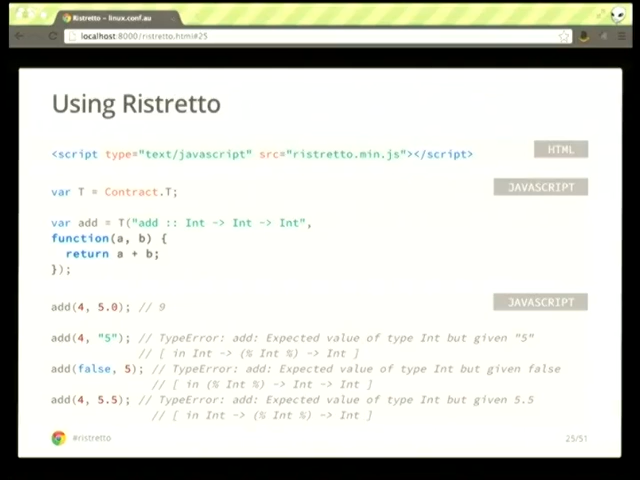 Ristretto – linux.conf.au
localhost:8000/ristretto.html#25
Using Ristretto
<script type="text/javascript" src="ristretto.min.js"></script>
HTML
var T = Contract.T;
JAVASCRIPT
var add = T("add :: Int -> Int -> Int",
function(a, b) {
return a + b;
});
add(4, 5.0); // 9
JAVASCRIPT
add(4, "5"); // TypeError: add: Expected value of type Int but given "5"
// [ in Int -> (% Int %) -> Int ]
add(false, 5); // TypeError: add: Expected value of type Int but given false
// [ in (% Int %) -> Int -> Int ]
add(4, 5.5); // TypeError: add: Expected value of type Int but given 5.5
// [ in Int -> (% Int %) -> Int ]
#ristretto
25/51